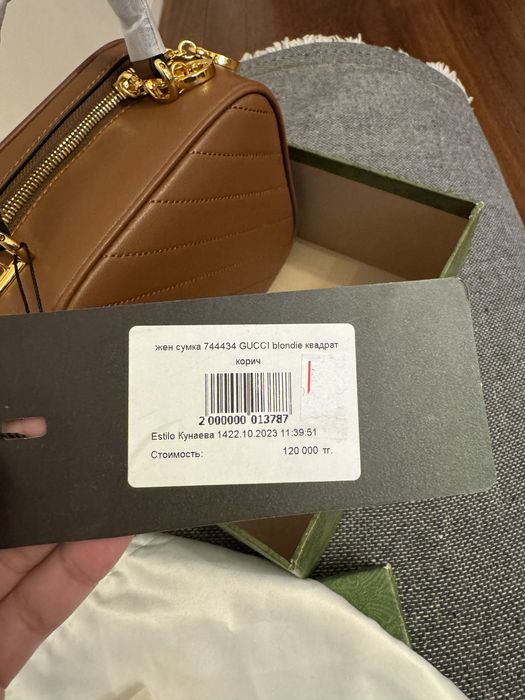 жен сумка 744434 GUCCI blondie квадрат
корич
2 000000 013787
Estilo Кунаева 1422.10.2023 11:39:51
Стоимость: 120 000 тг.